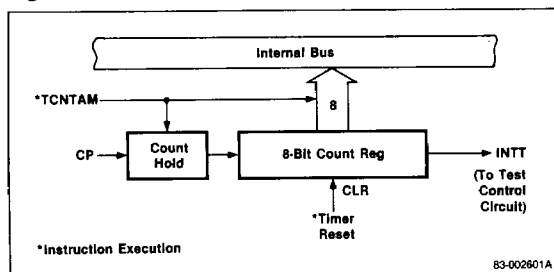 Internal Bus
*TCNTAM
8
CP
Count
Hold
8-Bit Count Reg
INTT
(To Test
Control
Circuit)
CLR
*Timer
Reset
*Instruction Execution
83-002601A